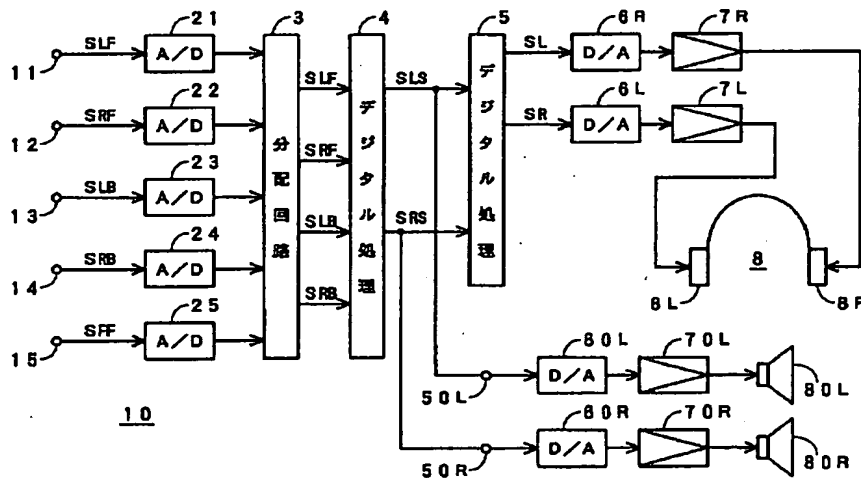 21
3
4
5
6R
7R
SLF
A/D
SLF
SLS
SL
D/A
11
22
6L
7L
SRF
A/D
SRF
SR
D/A
12
23
SLB
A/D
SLB
SRS
13
24
SRB
A/D
SRB
14
25
SFF
A/D
15
分配回路
デジタル処理
デジタル処理
8
8L
8R
60L
70L
D/A
50L
80L
60R
70R
D/A
50R
80R
10